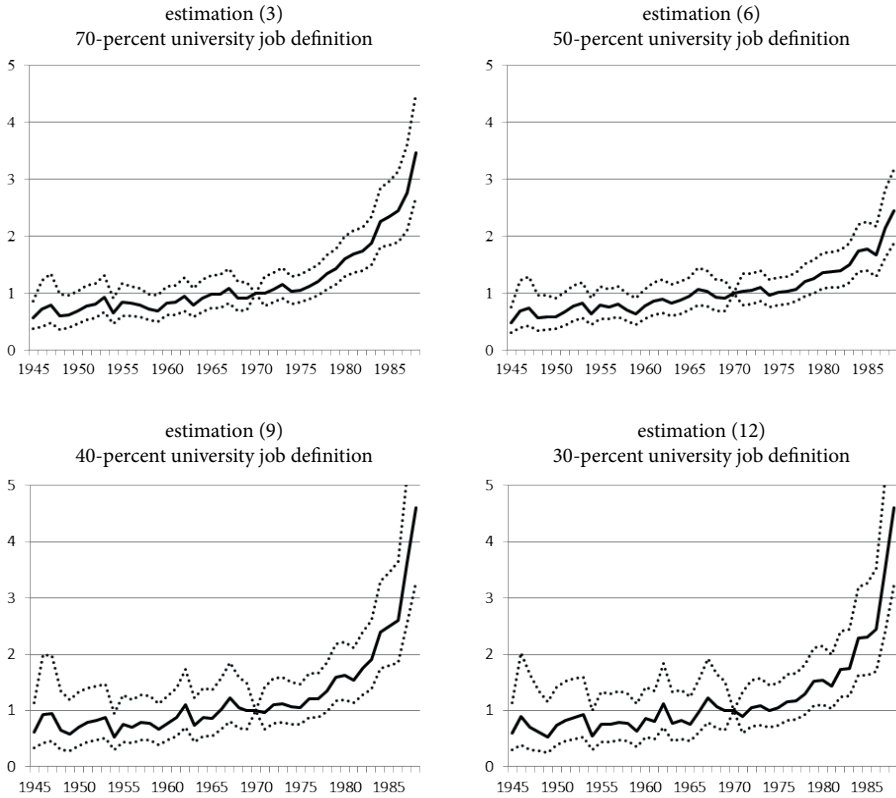 estimation (3)
70-percent university job definition
5
4
3
2
1
0
1945 1950 1955 1960 1965 1970 1975 1980 1985
estimation (6)
50-percent university job definition
5
4
3
2
1
0
1945 1950 1955 1960 1965 1970 1975 1980 1985
estimation (9)
40-percent university job definition
5
4
3
2
1
0
1945 1950 1955 1960 1965 1970 1975 1980 1985
estimation (12)
30-percent university job definition
5
4
3
2
1
0
1945 1950 1955 1960 1965 1970 1975 1980 1985